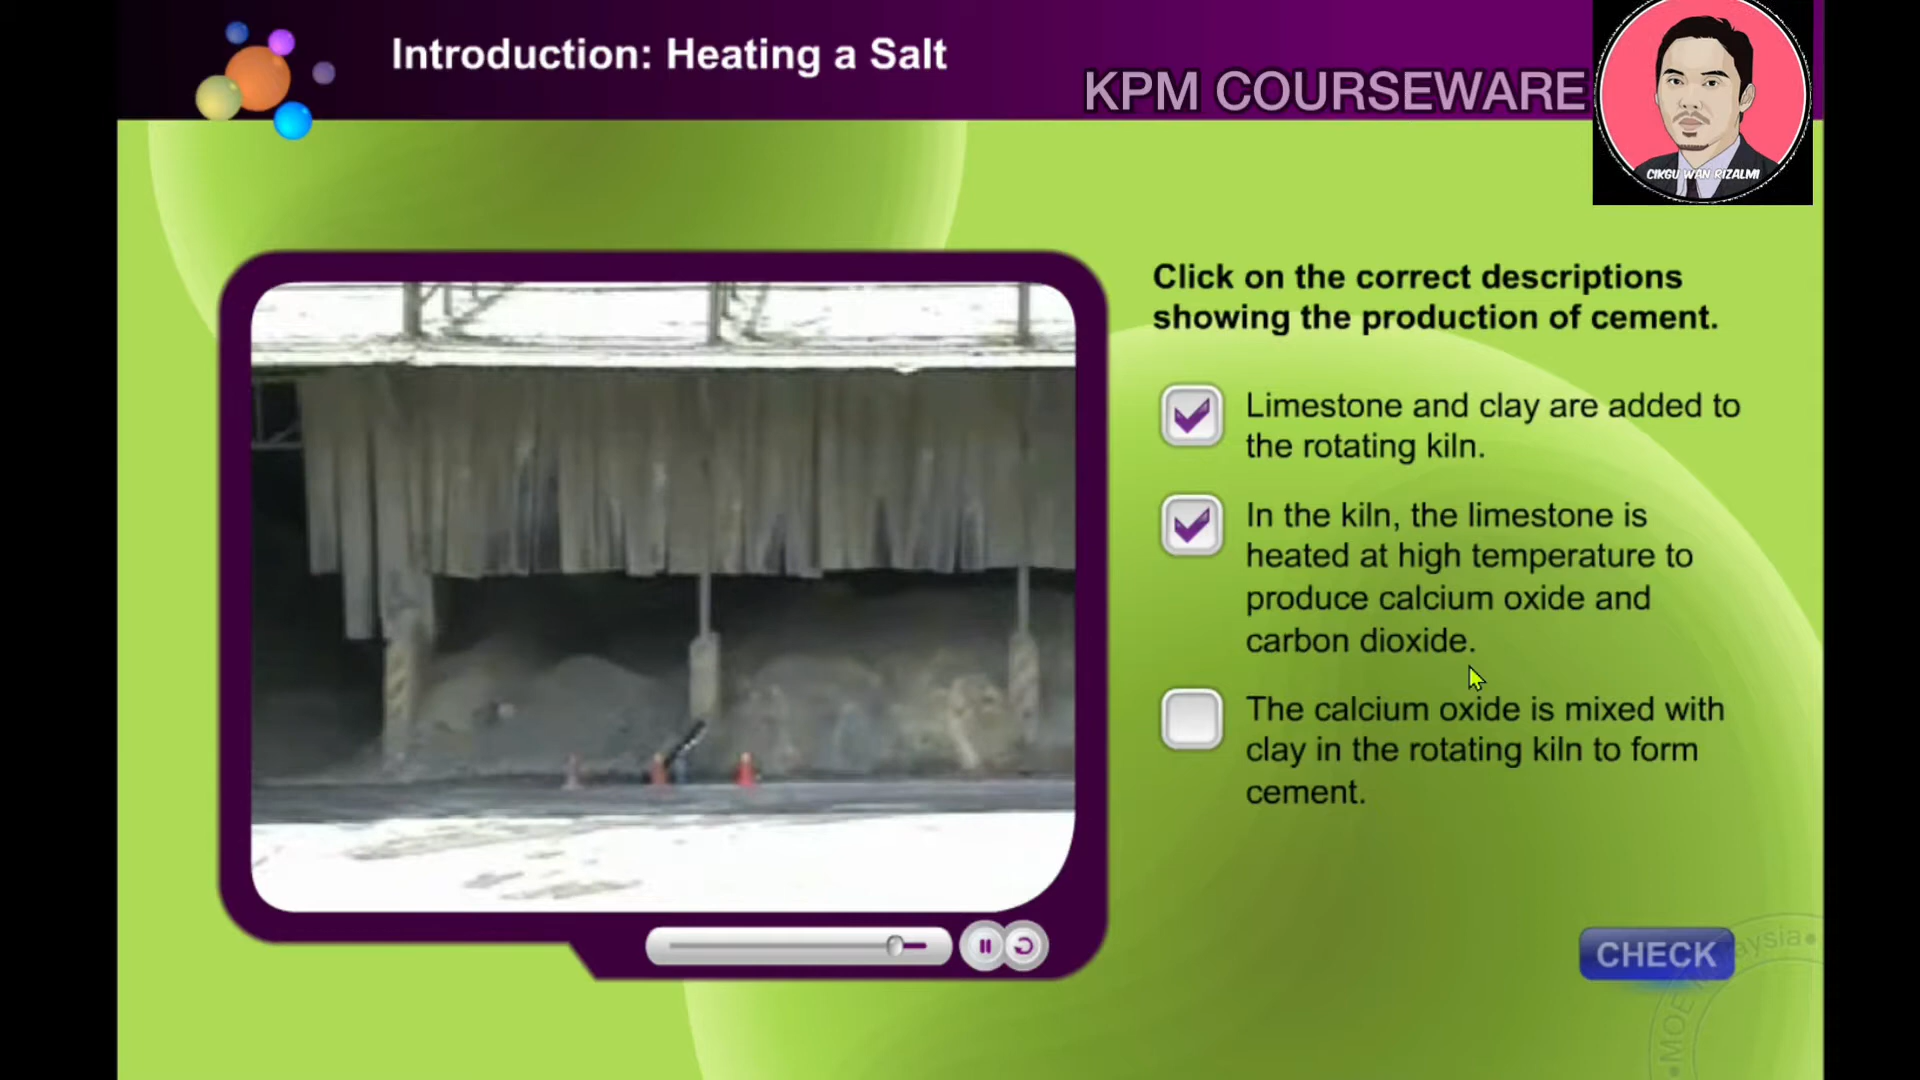 Introduction: Heating a Salt
KPM COURSEWARE
CIKGU WAN RIZALMI
Click on the correct descriptions
showing the production of cement.
Limestone and clay are added to
the rotating kiln.
In the kiln, the limestone is
heated at high temperature to
produce calcium oxide and
carbon dioxide.
The calcium oxide is mixed with
clay in the rotating kiln to form
cement.
CHECK